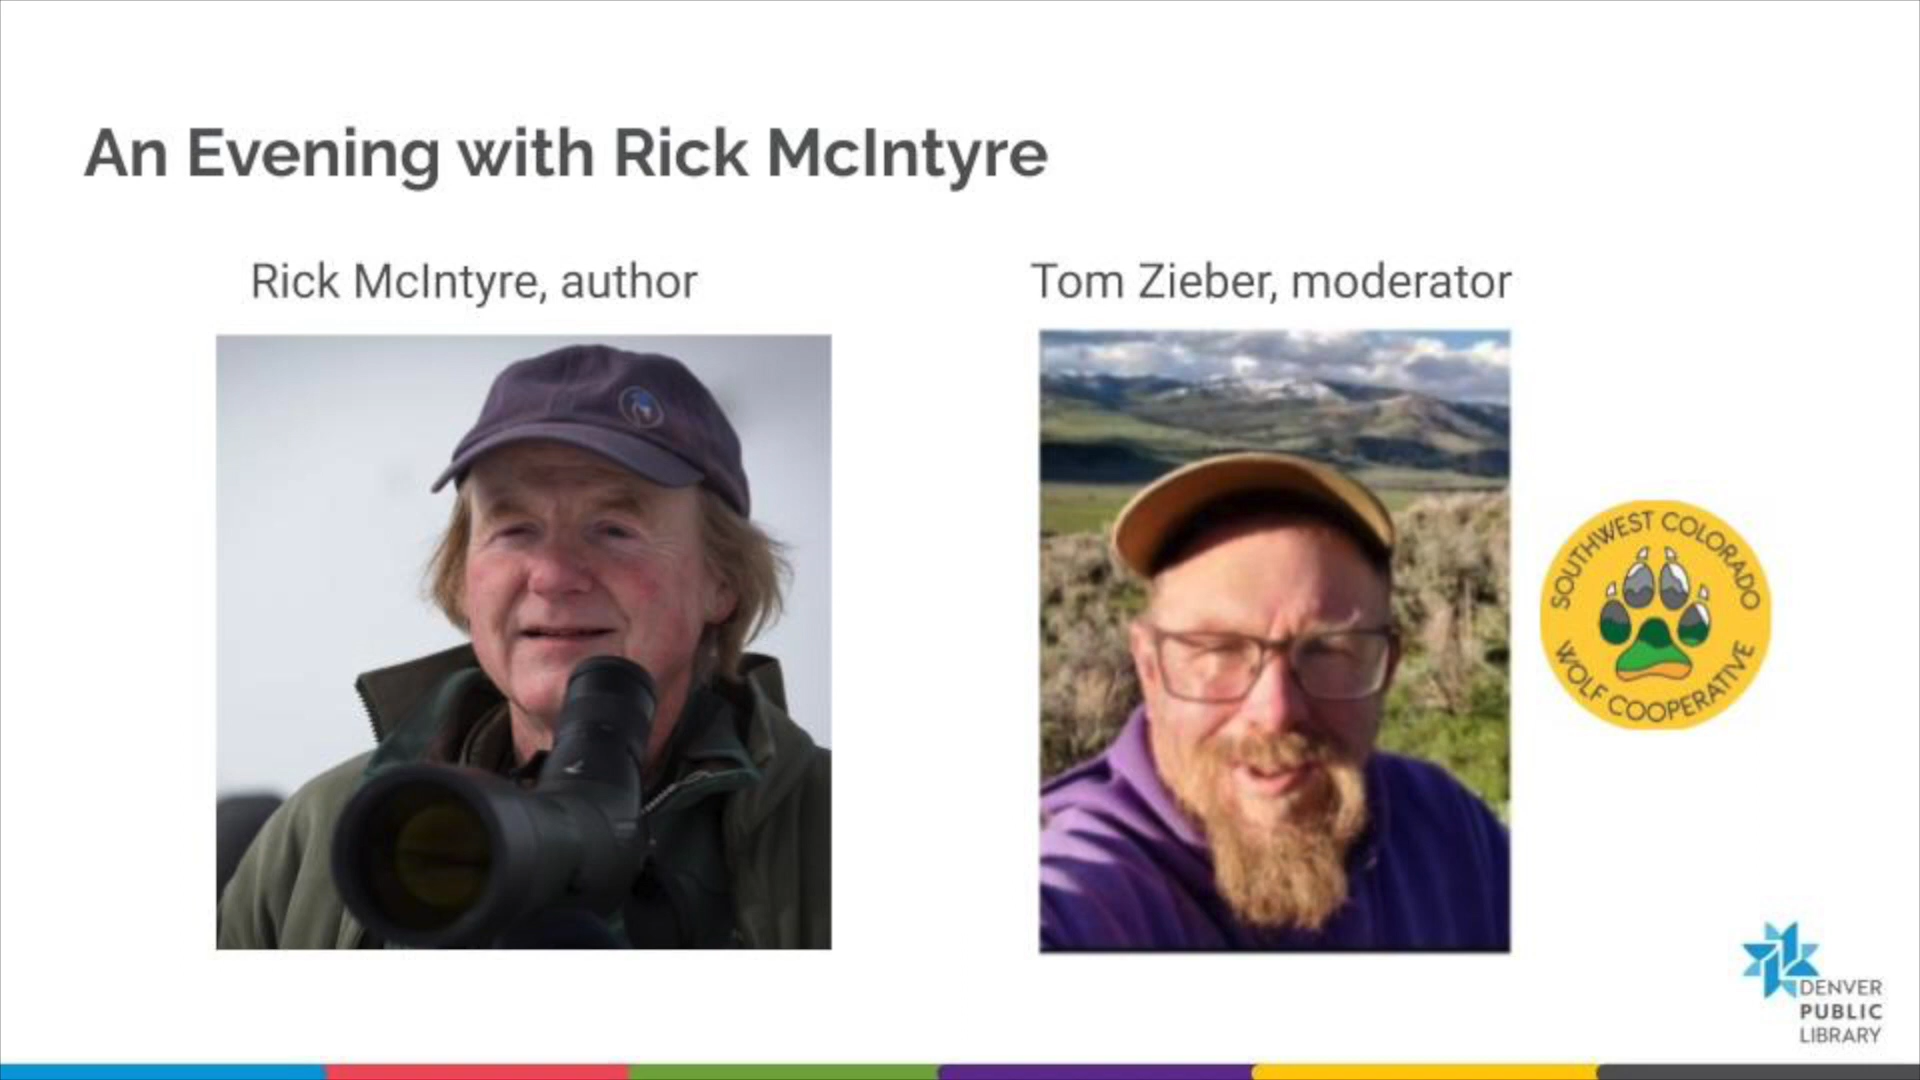 An Evening with Rick McIntyre
Rick McIntyre, author
Tom Zieber, moderator
SOUTHWEST COLORADO
WOLF COOPERATIVE
DENVER
PUBLIC
LIBRARY